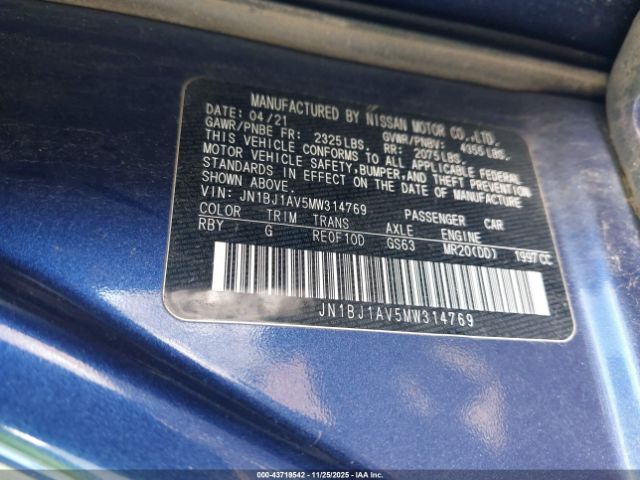 MANUFACTURED BY NISSAN MOTOR CO.,LTD.
DATE: 04/21 GVWR/PNBV: 4355LBS.
GAWR/PNBE FR: 2325LBS. RR: 2075LBS.
THIS VEHICLE CONFORMS TO ALL APPLICABLE FEDERAL
MOTOR VEHICLE SAFETY,BUMPER,AND THEFT PREVENTION
STANDARDS IN EFFECT ON THE DATE OF MANUFACTURE
SHOWN ABOVE.
VIN: JN1BJ1AV5MW314769 PASSENGER CAR
COLOR TRIM TRANS AXLE ENGINE
RBY G RE0F10D GS63 MR20(DD) 1997CC
JN1BJ1AV5MW314769
000-43719542 | 11/25/2025 | © IAA Holdings, LLC